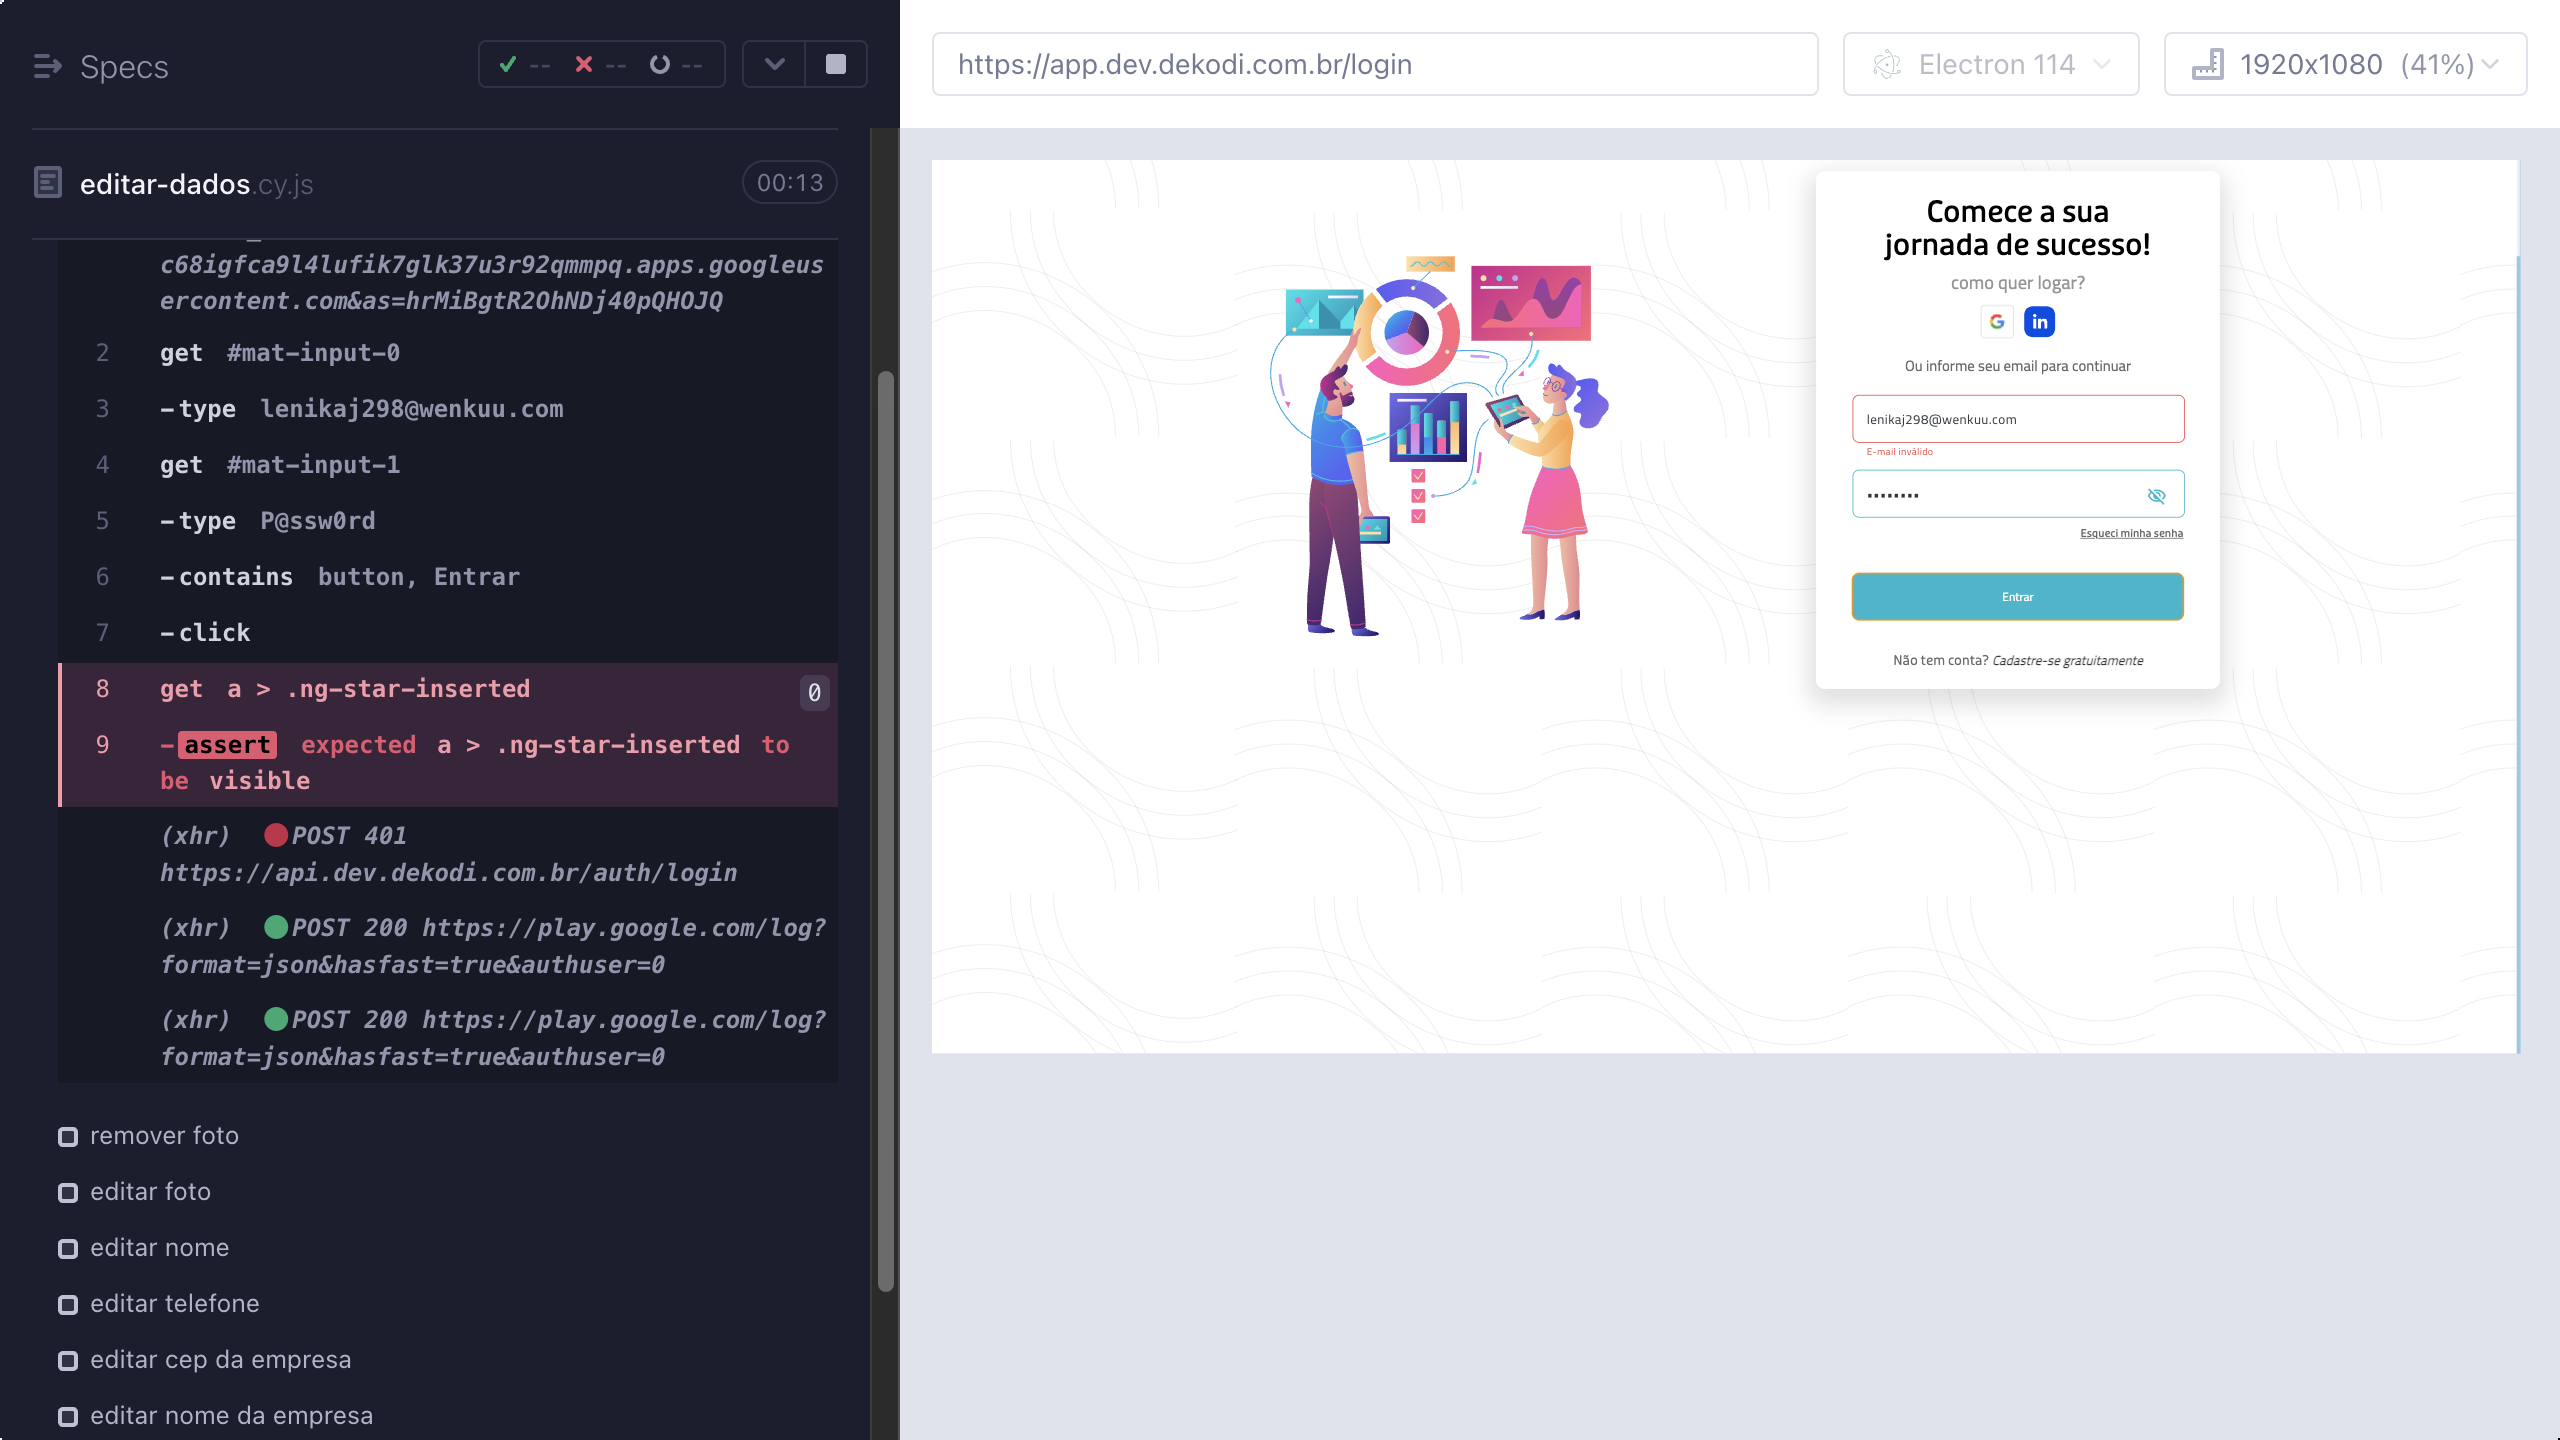 Specs
--
--
--
https://app.dev.dekodi.com.br/login
Electron 114
1920x1080 (41%)
editar-dados.cy.js
00:13
c68igfca9l4lufik7glk37u3r92qmmpq.apps.googleus
ercontent.com&as=hrMiBgtR2OhNDj40pQHOJQ
2 get #mat-input-0
3 -type lenikaj298@wenkuu.com
4 get #mat-input-1
5 -type P@ssw0rd
6 -contains button, Entrar
7 -click
8 get a > .ng-star-inserted 0
9 -assert expected a > .ng-star-inserted to
be visible
(xhr) POST 401
https://api.dev.dekodi.com.br/auth/login
(xhr) POST 200 https://play.google.com/log?
format=json&hasfast=true&authuser=0
(xhr) POST 200 https://play.google.com/log?
format=json&hasfast=true&authuser=0
remover foto
editar foto
editar nome
editar telefone
editar cep da empresa
editar nome da empresa
Comece a sua
jornada de sucesso!
como quer logar?
G in
Ou informe seu email para continuar
lenikaj298@wenkuu.com
E-mail inválido
••••••••
Esqueci minha senha
Entrar
Não tem conta? Cadastre-se gratuitamente